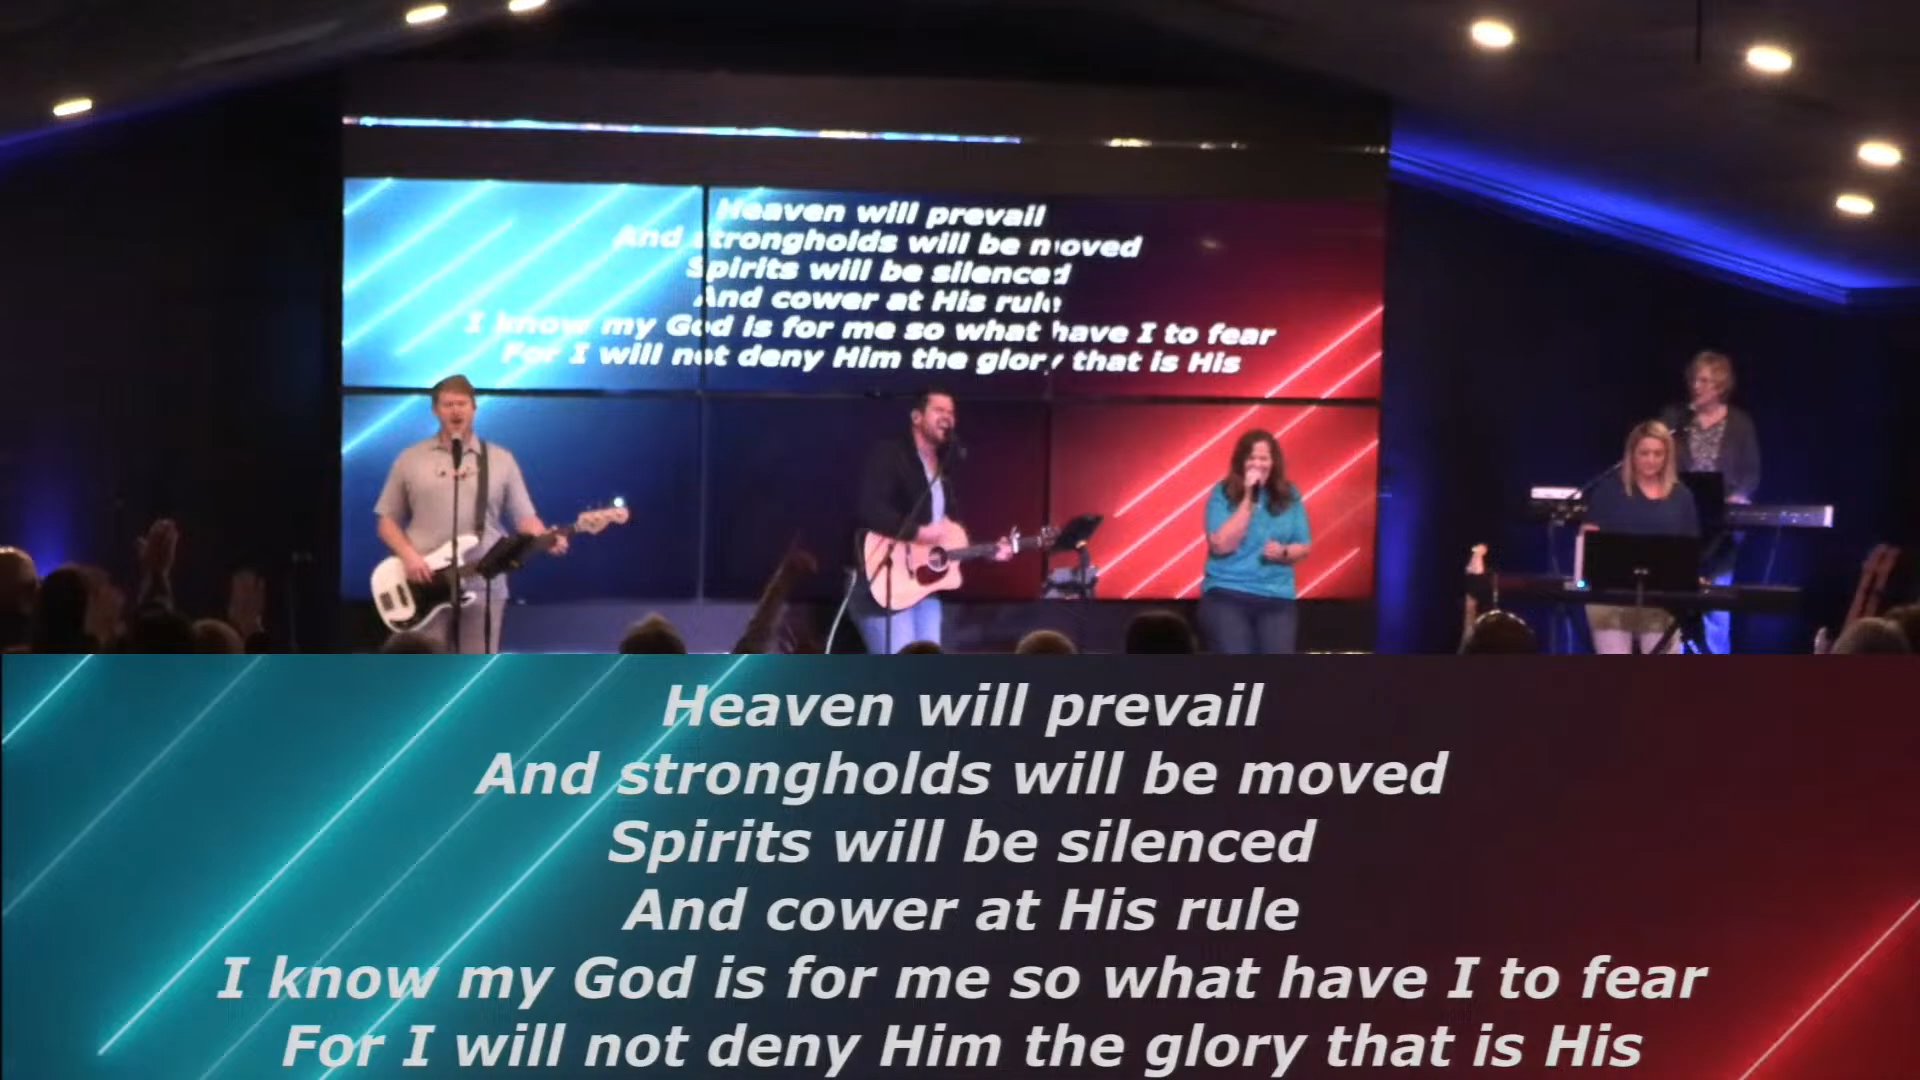 Heaven will prevail
And strongholds will be moved
Spirits will be silenced
And cower at His rule
I know my God is for me so what have I to fear
For I will not deny Him the glory that is His
Heaven will prevail
And strongholds will be moved
Spirits will be silenced
And cower at His rule
I know my God is for me so what have I to fear
For I will not deny Him the glory that is His